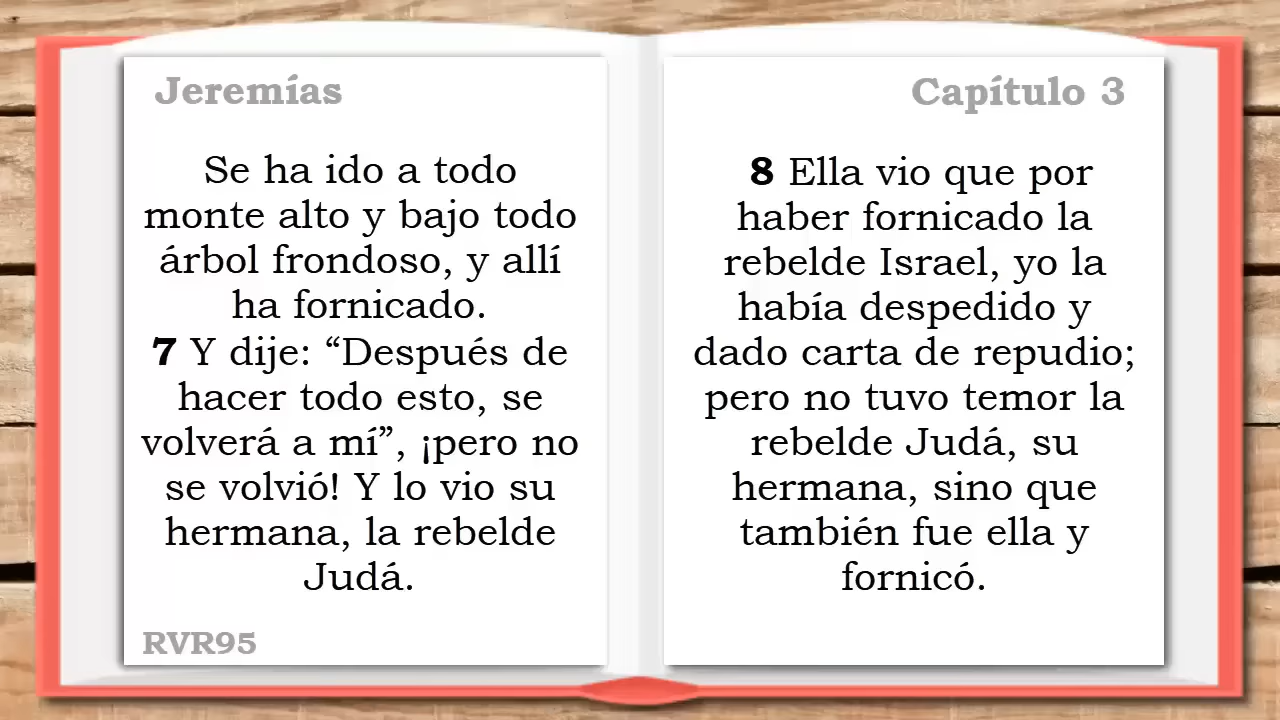 Jeremías
Se ha ido a todo
monte alto y bajo todo
árbol frondoso, y allí
ha fornicado.
7 Y dije: “Después de
hacer todo esto, se
volverá a mí”, ¡pero no
se volvió! Y lo vio su
hermana, la rebelde
Judá.
RVR95
Capítulo 3
8 Ella vio que por
haber fornicado la
rebelde Israel, yo la
había despedido y
dado carta de repudio;
pero no tuvo temor la
rebelde Judá, su
hermana, sino que
también fue ella y
fornicó.